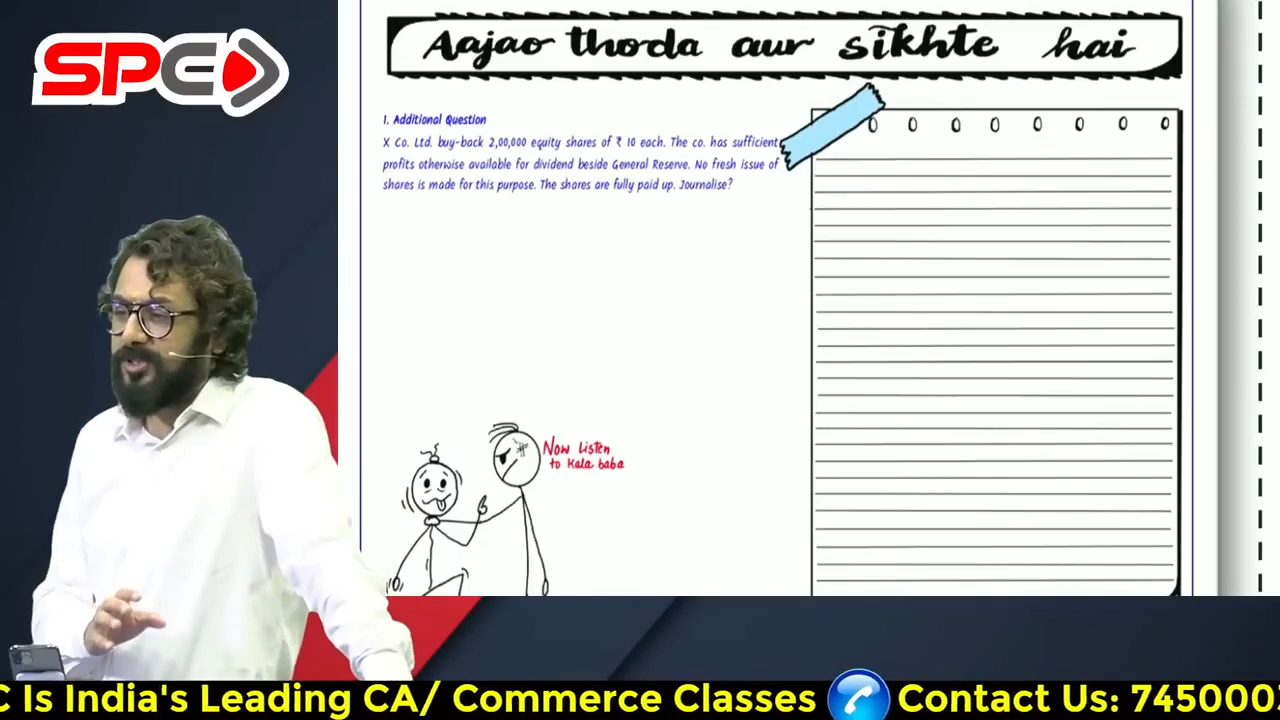 SPC
Aajao thoda aur sikhte hai
1. Additional Question
X Co. Ltd. buy-back 2,00,000 equity shares of ₹ 10 each. The co. has sufficient
profits otherwise available for dividend beside General Reserve. No fresh issue of
shares is made for this purpose. The shares are fully paid up. Journalise?
Now Listen
to Kala baba
C Is India's Leading CA/ Commerce Classes Contact Us: 745000